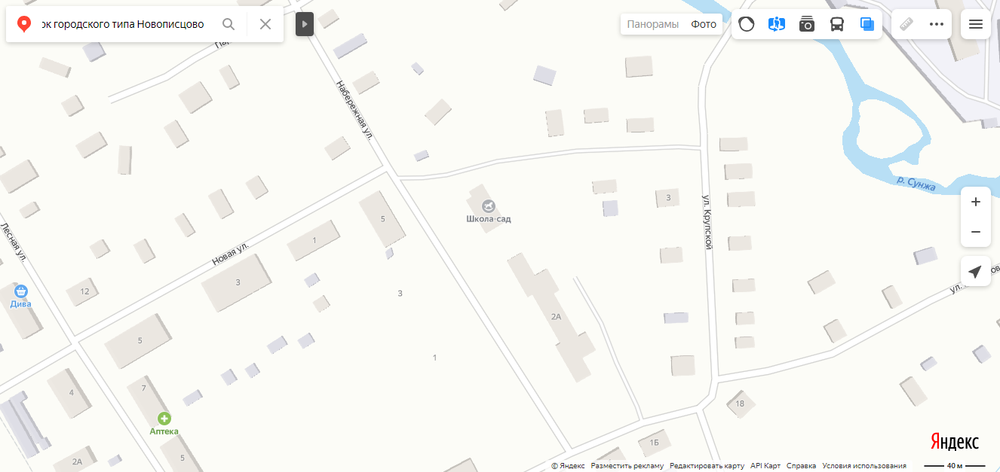 ок городского типа Новописцово
Панорамы
Фото
Набережная ул.
р. Сунжа
Школа-сад
3
ул. Крупской
5
1
Новая ул.
Лесная ул.
3
12
Дива
3
2А
5
1
4
7
Аптека
18
1Б
2А
5
Яндекс
© Яндекс Разместить рекламу Редактировать карту API Карт Справка Условия использования
40 м